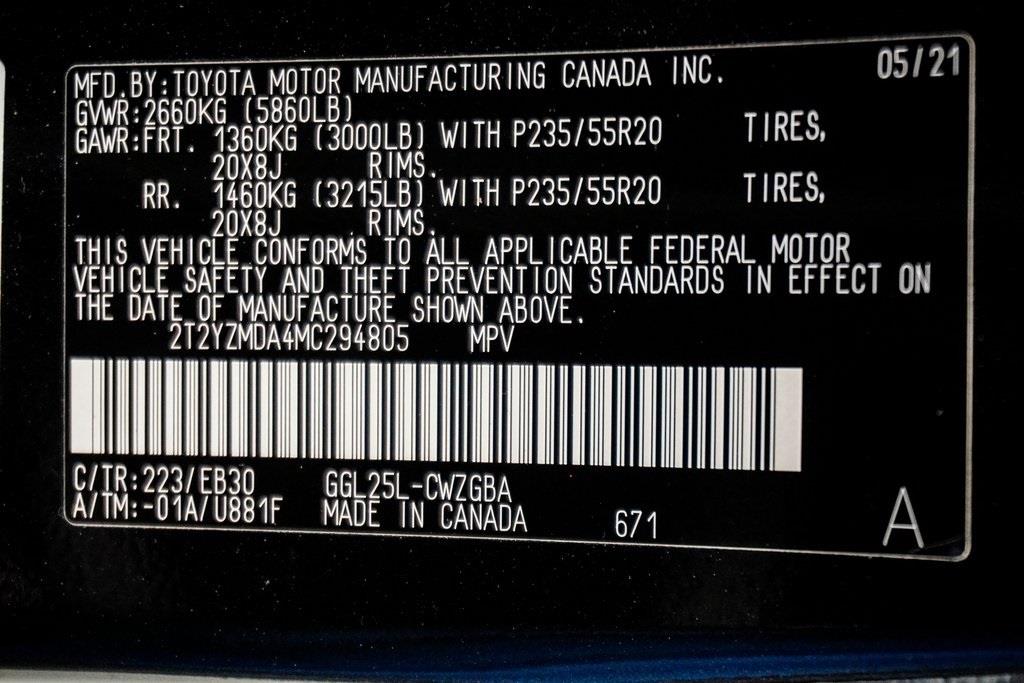 MFD.BY:TOYOTA MOTOR MANUFACTURING CANADA INC. 05/21
GVWR:2660KG (5860LB)
GAWR:FRT. 1360KG (3000LB) WITH P235/55R20 TIRES,
20X8J RIMS.
RR. 1460KG (3215LB) WITH P235/55R20 TIRES,
20X8J RIMS.
THIS VEHICLE CONFORMS TO ALL APPLICABLE FEDERAL MOTOR
VEHICLE SAFETY AND THEFT PREVENTION STANDARDS IN EFFECT ON
THE DATE OF MANUFACTURE SHOWN ABOVE.
2T2YZMDA4MC294805 MPV
C/TR:223/EB30 GGL25L-CWZGBA
A/TM:-01A/U881F MADE IN CANADA 671 A